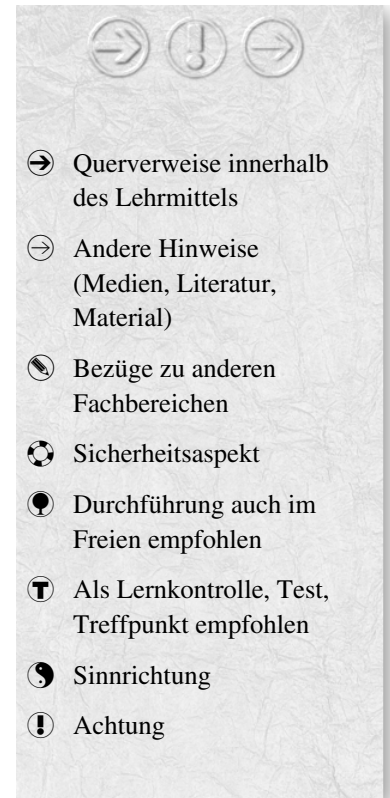 Querverweise innerhalb
des Lehrmittels
Andere Hinweise
(Medien, Literatur,
Material)
Bezüge zu anderen
Fachbereichen
Sicherheitsaspekt
Durchführung auch im
Freien empfohlen
T Als Lernkontrolle, Test,
Treffpunkt empfohlen
Sinnrichtung
! Achtung